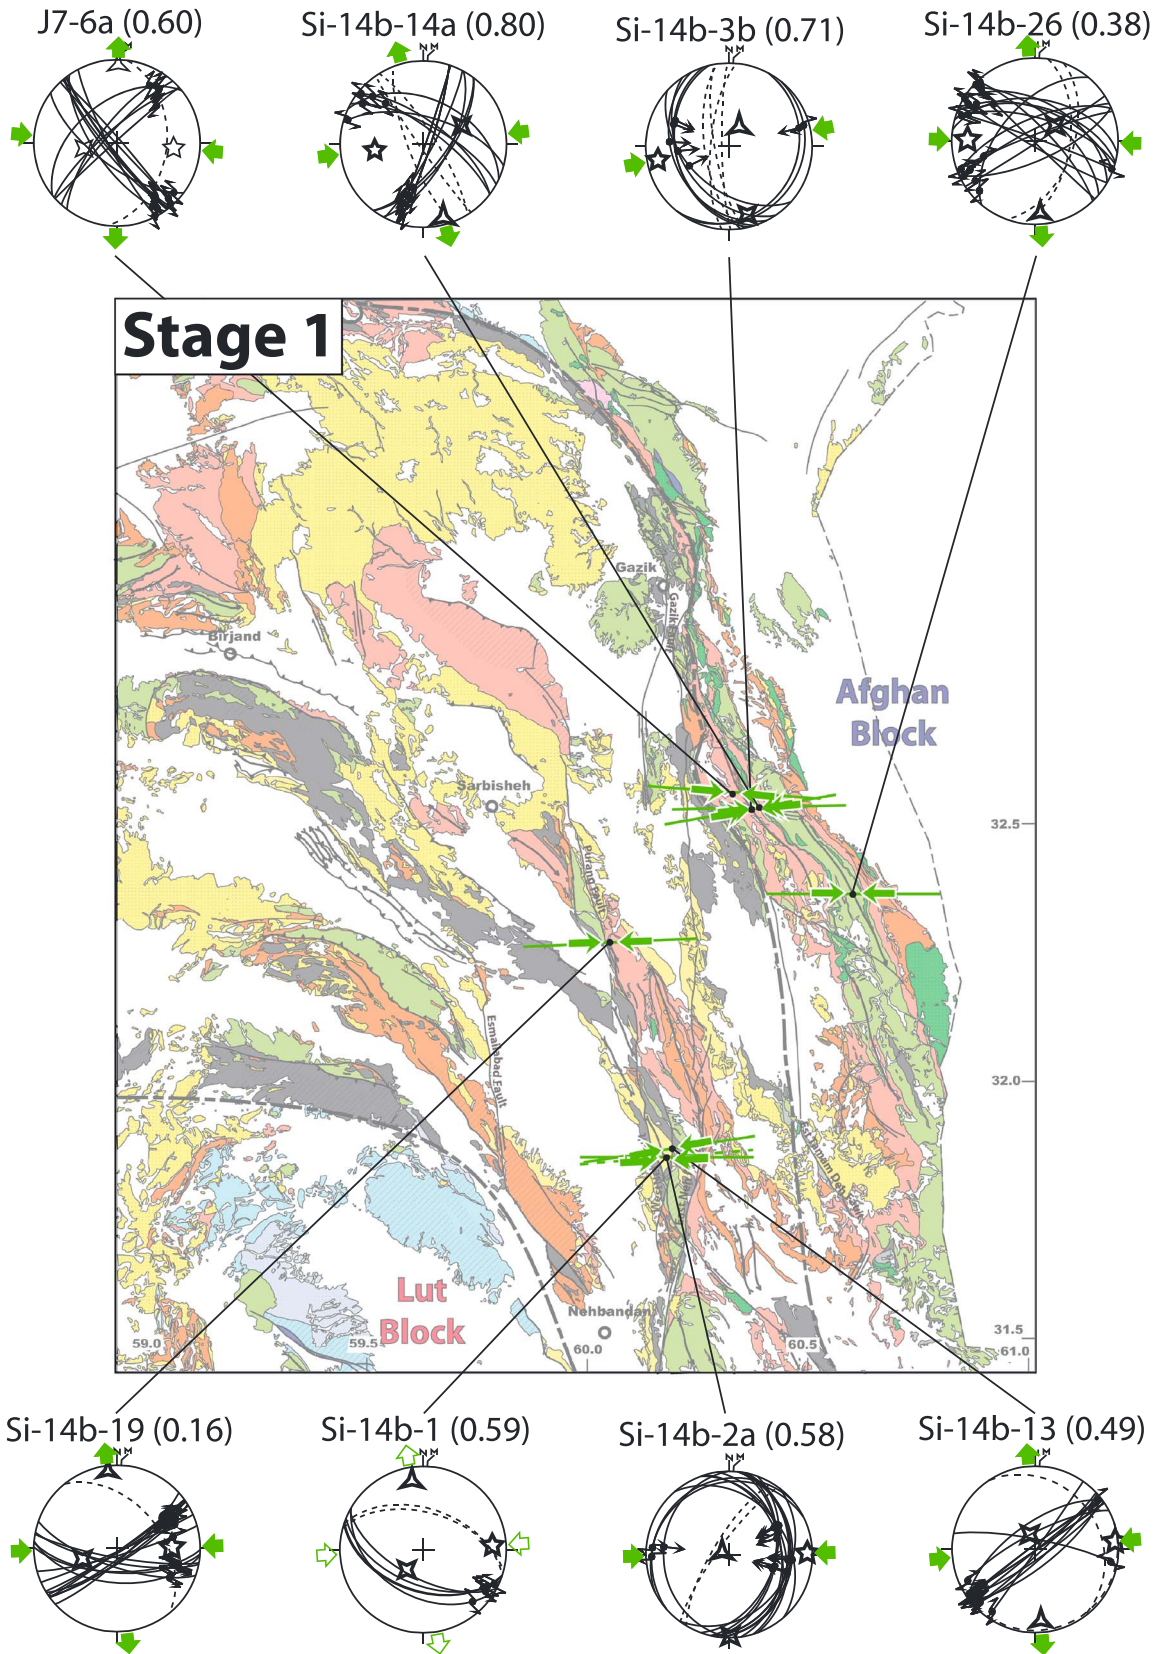 J7-6a (0.60)
Si-14b-14a (0.80)
Si-14b-3b (0.71)
Si-14b-26 (0.38)
Stage 1
Gazik
Birjand
Afghan
Block
Sarbisheh
32.5
Purang Fault
32.0
Esmailabad Fault
Lut
Block
Nehbandan
59.0
59.5
60.0
60.5
31.5
61.0
Si-14b-19 (0.16)
Si-14b-1 (0.59)
Si-14b-2a (0.58)
Si-14b-13 (0.49)